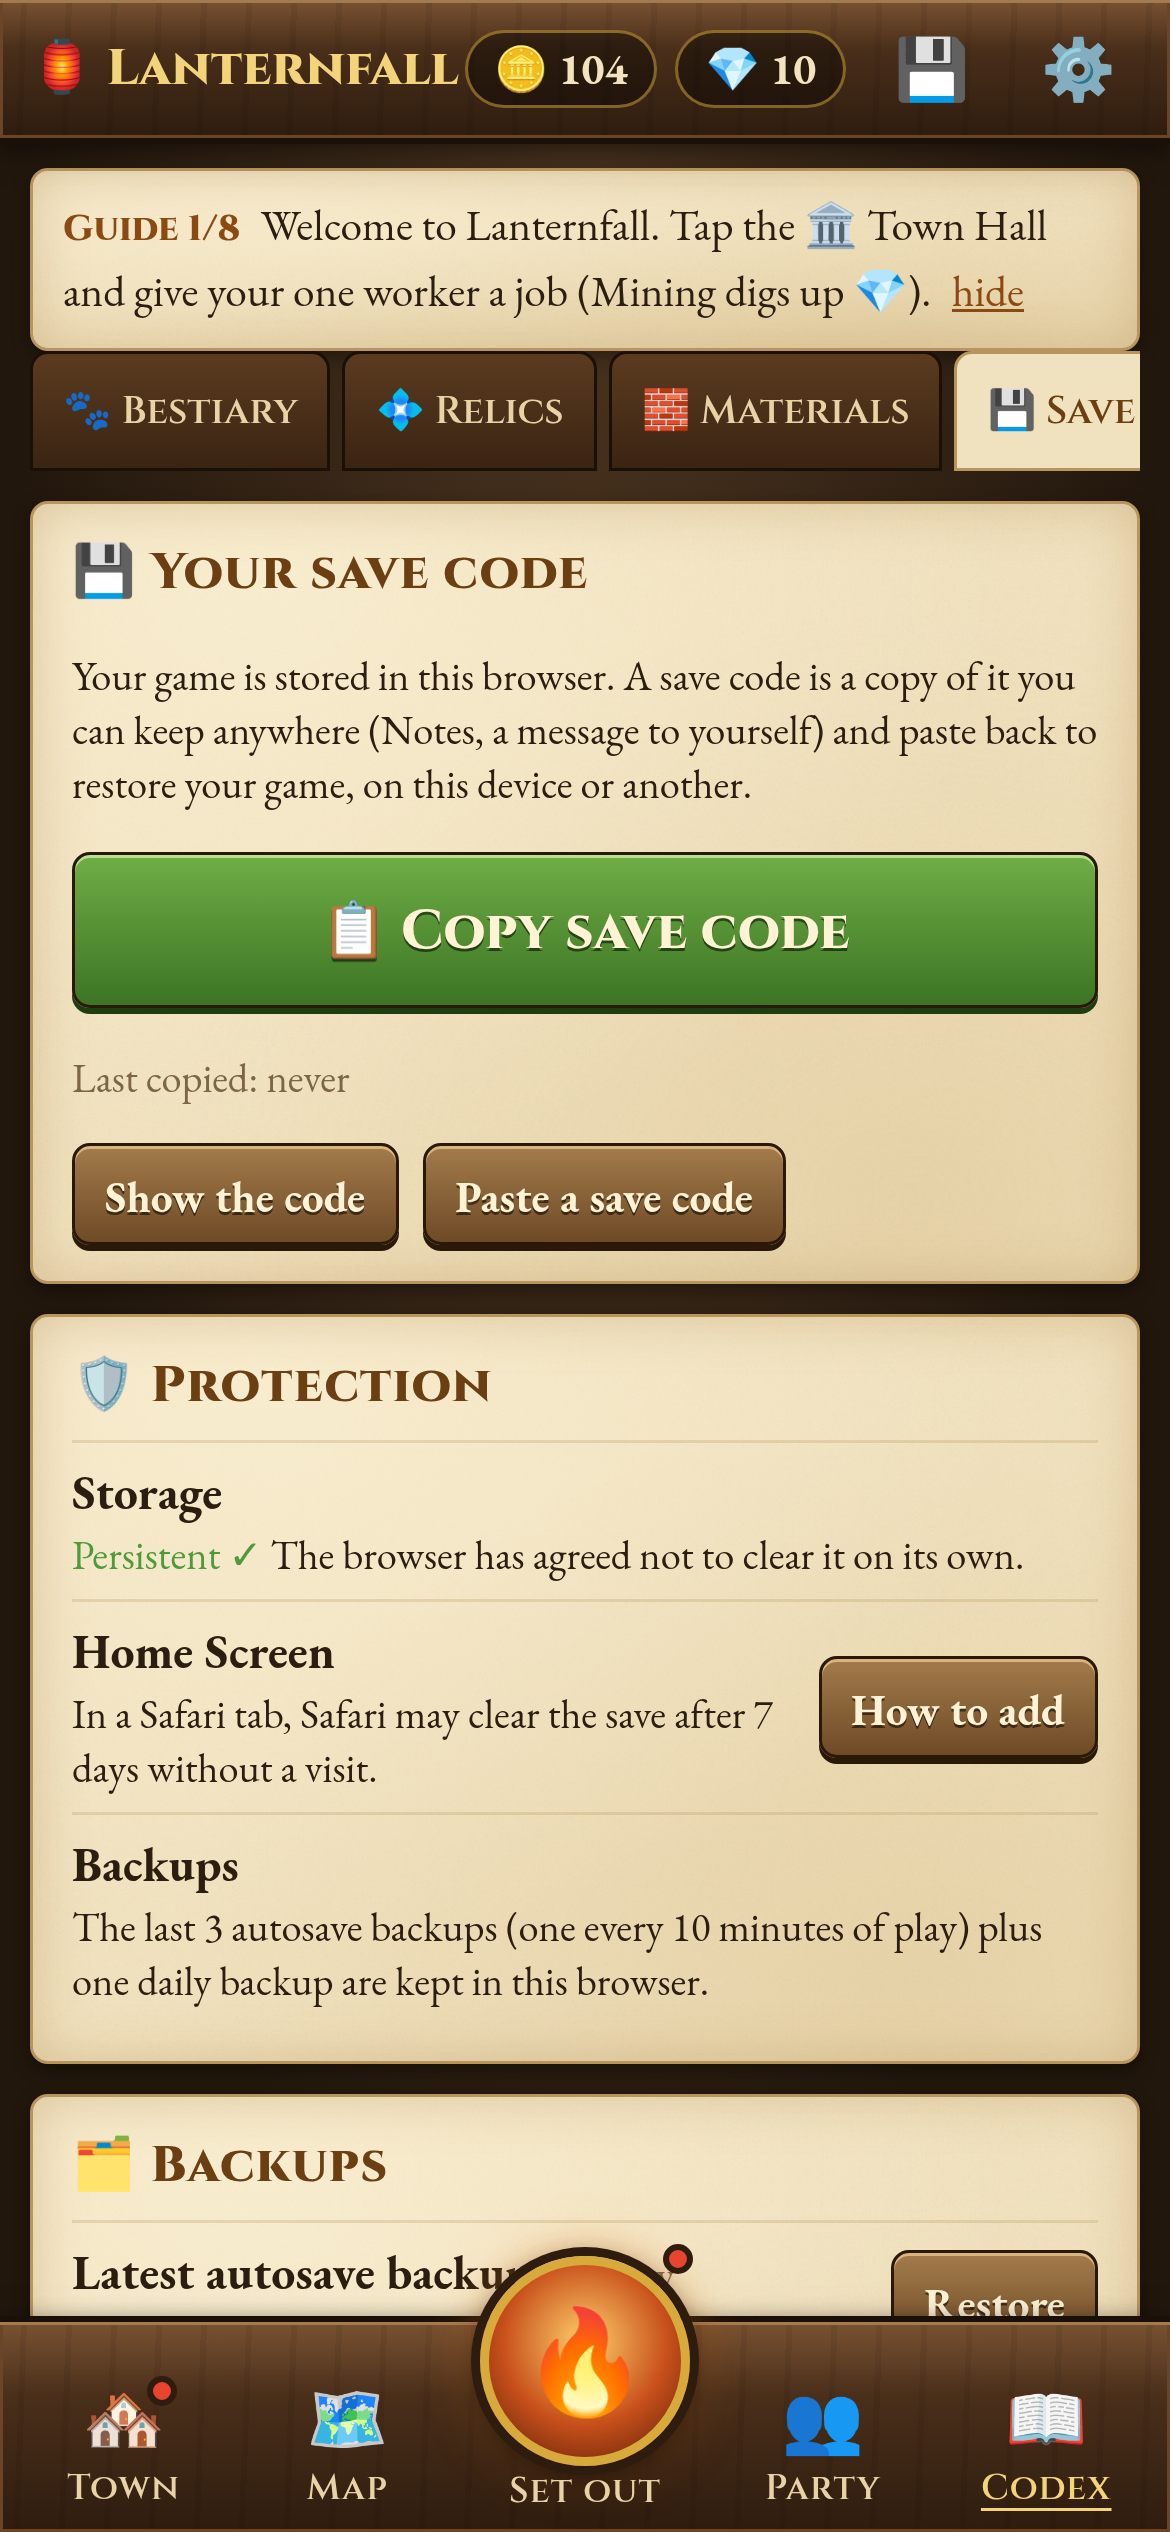 Lanternfall 104 10
Guide 1/8 Welcome to Lanternfall. Tap the Town Hall
and give your one worker a job (Mining digs up ). hide
Bestiary Relics Materials Save
Your save code
Your game is stored in this browser. A save code is a copy of it you
can keep anywhere (Notes, a message to yourself) and paste back to
restore your game, on this device or another.
Copy save code
Last copied: never
Show the code Paste a save code
Protection
Storage
Persistent ✓ The browser has agreed not to clear it on its own.
Home Screen
In a Safari tab, Safari may clear the save after 7
days without a visit.
How to add
Backups
The last 3 autosave backups (one every 10 minutes of play) plus
one daily backup are kept in this browser.
Backups
Latest autosave backup
Restore
Town Map Set out Party Codex